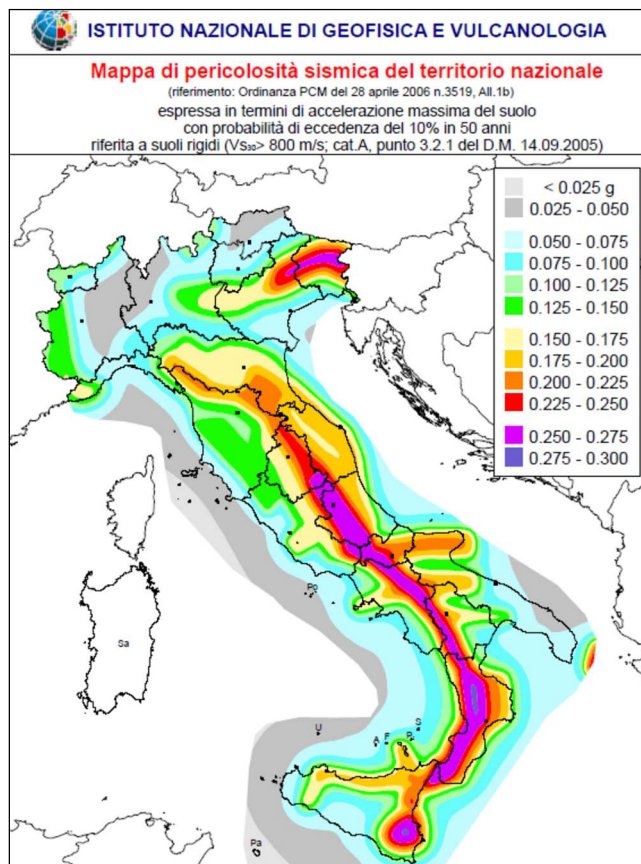 ISTITUTO NAZIONALE DI GEOFISICA E VULCANOLOGIA
Mappa di pericolosità sismica del territorio nazionale
(riferimento: Ordinanza PCM del 28 aprile 2006 n.3519, All.1b)
espressa in termini di accelerazione massima del suolo
con probabilità di eccedenza del 10% in 50 anni
riferita a suoli rigidi (Vs₃₀> 800 m/s; cat.A, punto 3.2.1 del D.M. 14.09.2005)
< 0.025 g
0.025 - 0.050
0.050 - 0.075
0.075 - 0.100
0.100 - 0.125
0.125 - 0.150
0.150 - 0.175
0.175 - 0.200
0.200 - 0.225
0.225 - 0.250
0.250 - 0.275
0.275 - 0.300
Po
Sa
S
U
A
F
Pa